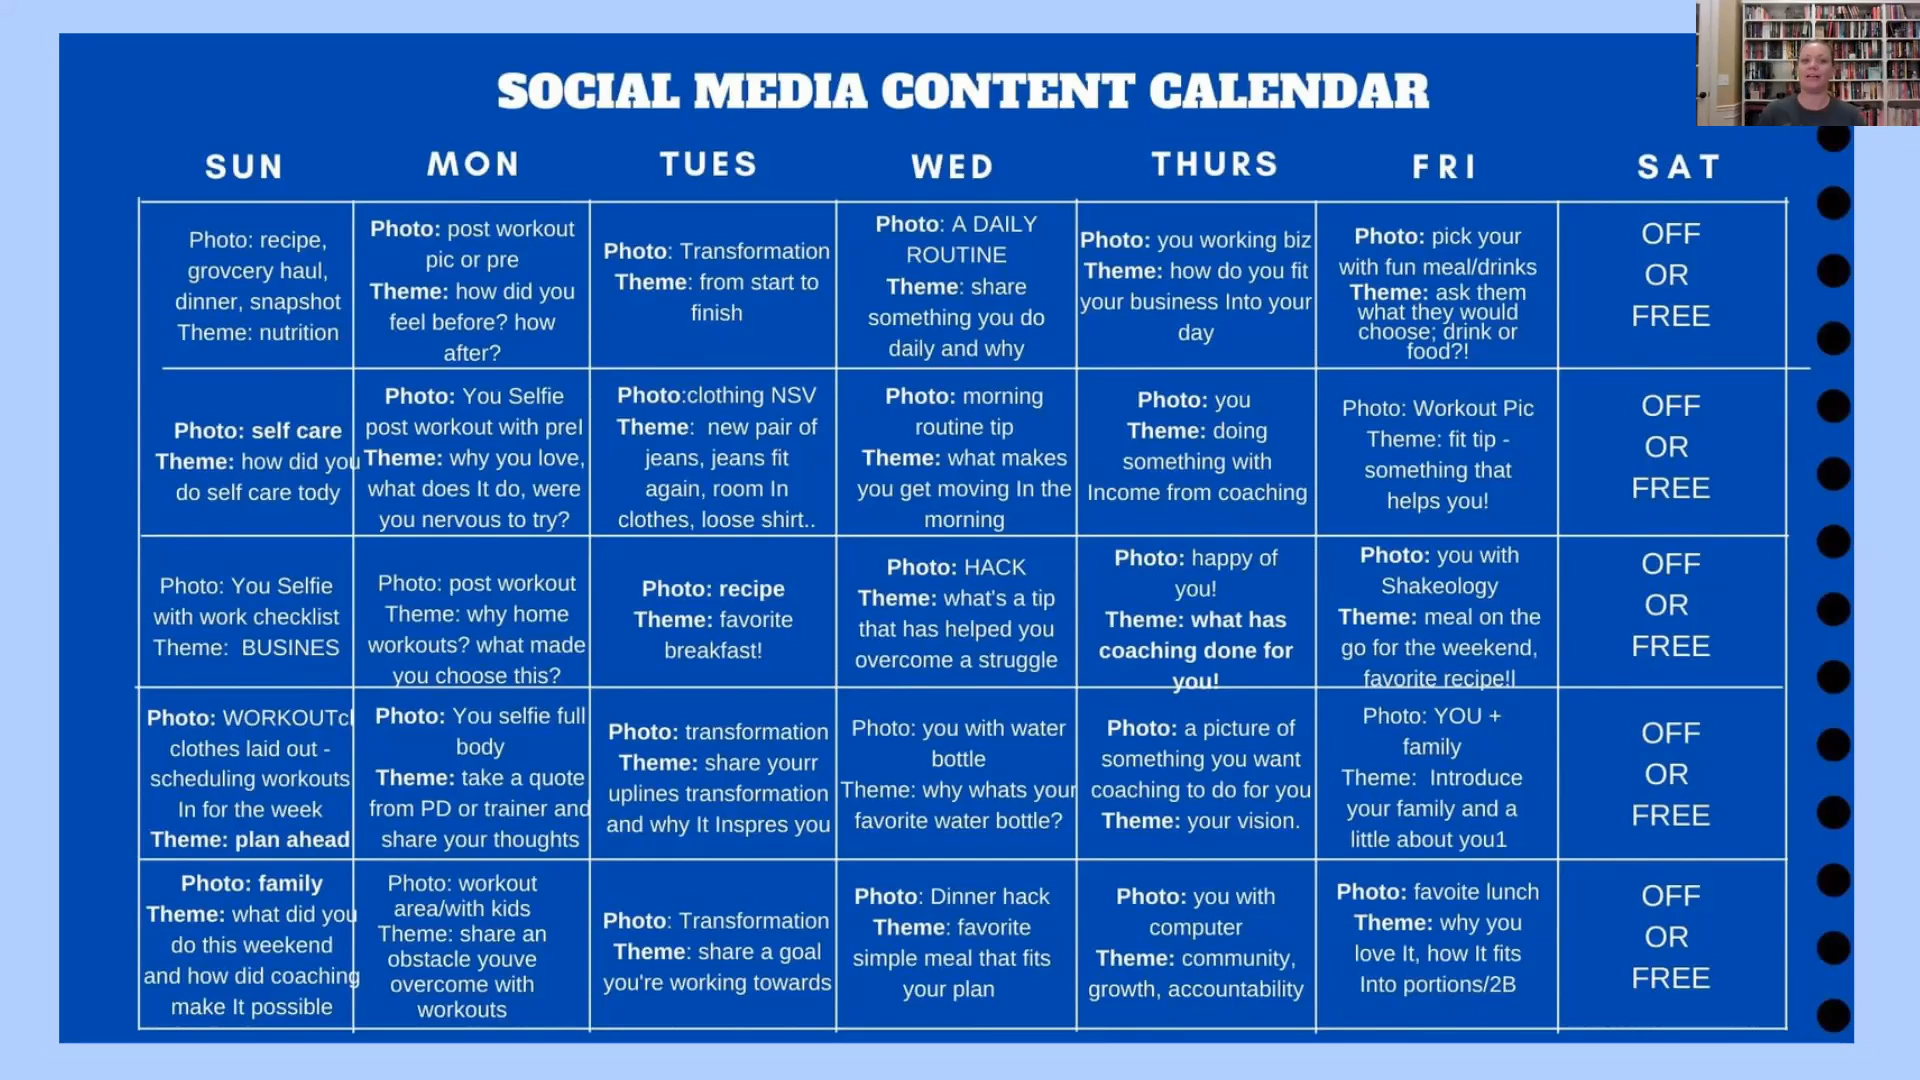 SOCIAL MEDIA CONTENT CALENDAR
SUN
MON
TUES
WED
THURS
FRI
SAT
Photo: recipe,
grovcery haul,
dinner, snapshot
Theme: nutrition
Photo: post workout
pic or pre
Theme: how did you
feel before? how
after?
Photo: Transformation
Theme: from start to
finish
Photo: A DAILY
ROUTINE
Theme: share
something you do
daily and why
Photo: you working biz
Theme: how do you fit
your business Into your
day
Photo: pick your
with fun meal/drinks
Theme: ask them
what they would
choose; drink or
food?!
OFF
OR
FREE
Photo: self care
Theme: how did you
do self care tody
Photo: You Selfie
post workout with prel
Theme: why you love,
what does It do, were
you nervous to try?
Photo:clothing NSV
Theme: new pair of
jeans, jeans fit
again, room In
clothes, loose shirt..
Photo: morning
routine tip
Theme: what makes
you get moving In the
morning
Photo: you
Theme: doing
something with
Income from coaching
Photo: Workout Pic
Theme: fit tip -
something that
helps you!
OFF
OR
FREE
Photo: You Selfie
with work checklist
Theme: BUSINES
Photo: post workout
Theme: why home
workouts? what made
you choose this?
Photo: recipe
Theme: favorite
breakfast!
Photo: HACK
Theme: what's a tip
that has helped you
overcome a struggle
Photo: happy of
you!
Theme: what has
coaching done for
you!
Photo: you with
Shakeology
Theme: meal on the
go for the weekend,
favorite recipe!l
OFF
OR
FREE
Photo: WORKOUTcl
clothes laid out -
scheduling workouts
In for the week
Theme: plan ahead
Photo: You selfie full
body
Theme: take a quote
from PD or trainer and
share your thoughts
Photo: transformation
Theme: share yourr
uplines transformation
and why It Inspres you
Photo: you with water
bottle
Theme: why whats your
favorite water bottle?
Photo: a picture of
something you want
coaching to do for you
Theme: your vision.
Photo: YOU +
family
Theme: Introduce
your family and a
little about you1
OFF
OR
FREE
Photo: family
Theme: what did you
do this weekend
and how did coaching
make It possible
Photo: workout
area/with kids
Theme: share an
obstacle youve
overcome with
workouts
Photo: Transformation
Theme: share a goal
you're working towards
Photo: Dinner hack
Theme: favorite
simple meal that fits
your plan
Photo: you with
computer
Theme: community,
growth, accountability
Photo: favoite lunch
Theme: why you
love It, how It fits
Into portions/2B
OFF
OR
FREE